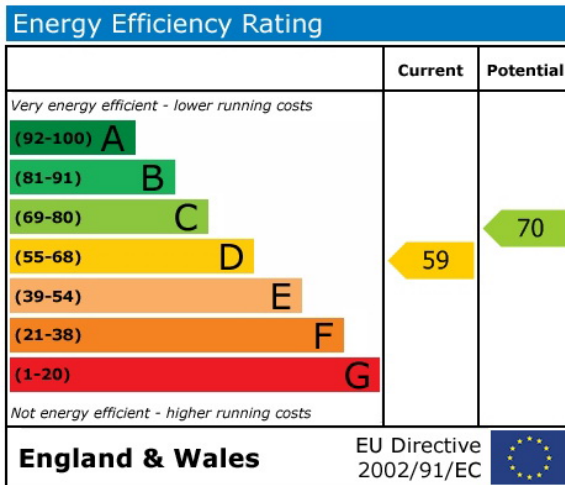 Energy Efficiency Rating
Current Potential
Very energy efficient - lower running costs
(92-100) A
(81-91) B
(69-80) C
70
(55-68) D
59
(39-54) E
(21-38) F
(1-20) G
Not energy efficient - higher running costs
England & Wales
EU Directive
2002/91/EC